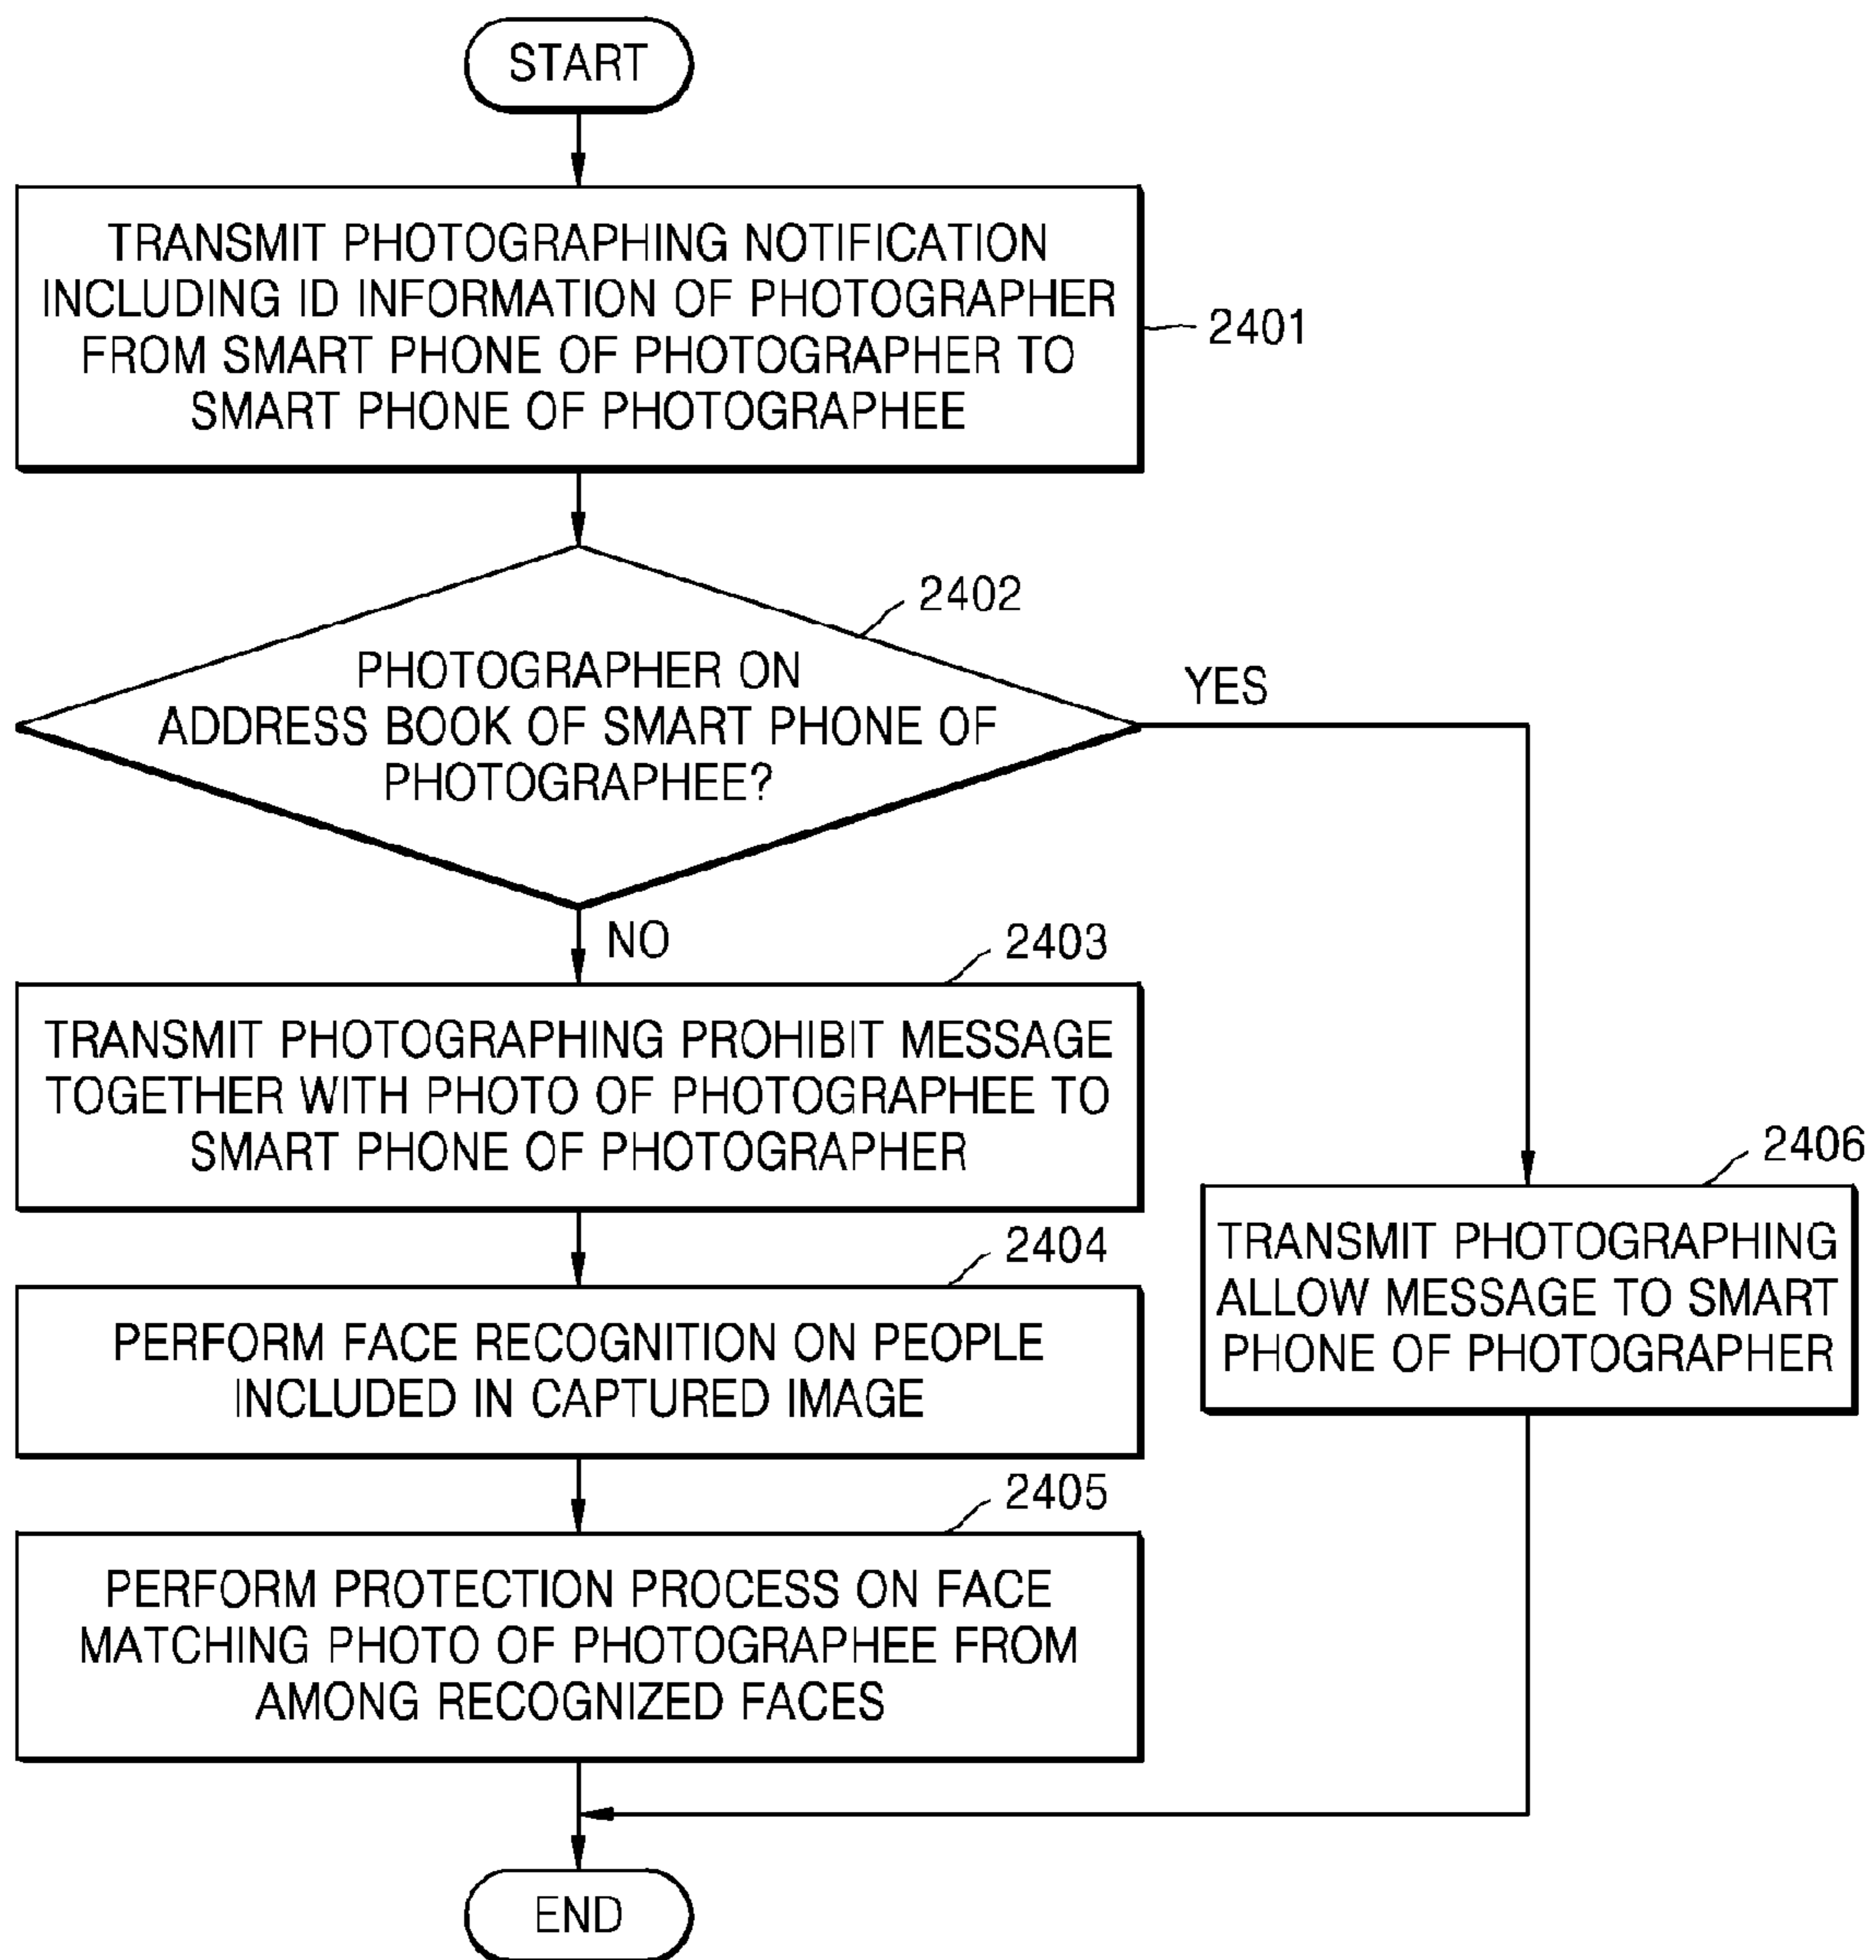 START
TRANSMIT PHOTOGRAPHING NOTIFICATION
INCLUDING ID INFORMATION OF PHOTOGRAPHER
FROM SMART PHONE OF PHOTOGRAPHER TO
SMART PHONE OF PHOTOGRAPHEE
2401
2402
PHOTOGRAPHER ON
ADDRESS BOOK OF SMART PHONE OF
PHOTOGRAPHEE?
YES
NO
2403
TRANSMIT PHOTOGRAPHING PROHIBIT MESSAGE
TOGETHER WITH PHOTO OF PHOTOGRAPHEE TO
SMART PHONE OF PHOTOGRAPHER
2406
TRANSMIT PHOTOGRAPHING
ALLOW MESSAGE TO SMART
PHONE OF PHOTOGRAPHER
2404
PERFORM FACE RECOGNITION ON PEOPLE
INCLUDED IN CAPTURED IMAGE
2405
PERFORM PROTECTION PROCESS ON FACE
MATCHING PHOTO OF PHOTOGRAPHEE FROM
AMONG RECOGNIZED FACES
END